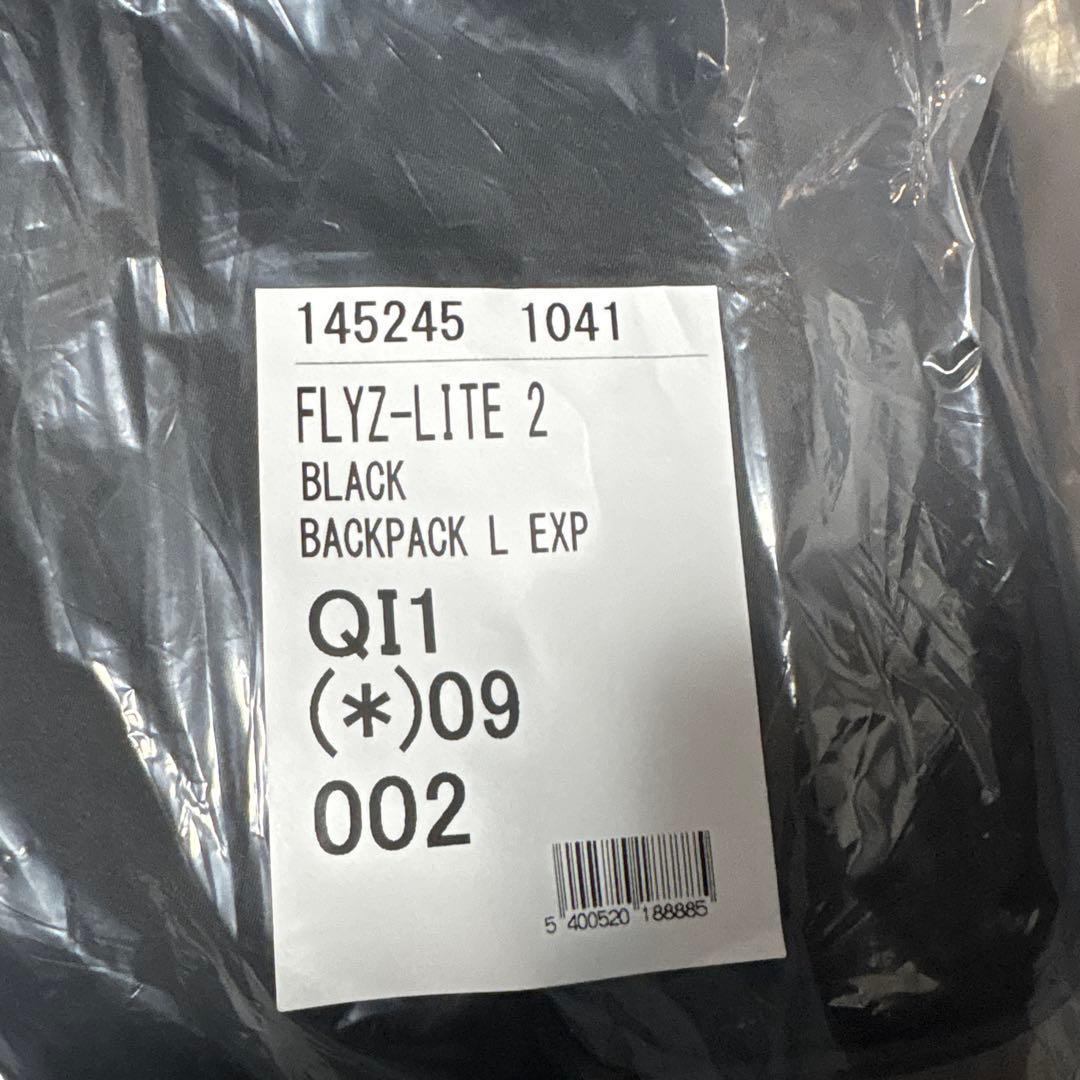 145245 1041
FLYZ-LITE 2
BLACK
BACKPACK L EXP
QI1
(*)09
002
5 400520 188885